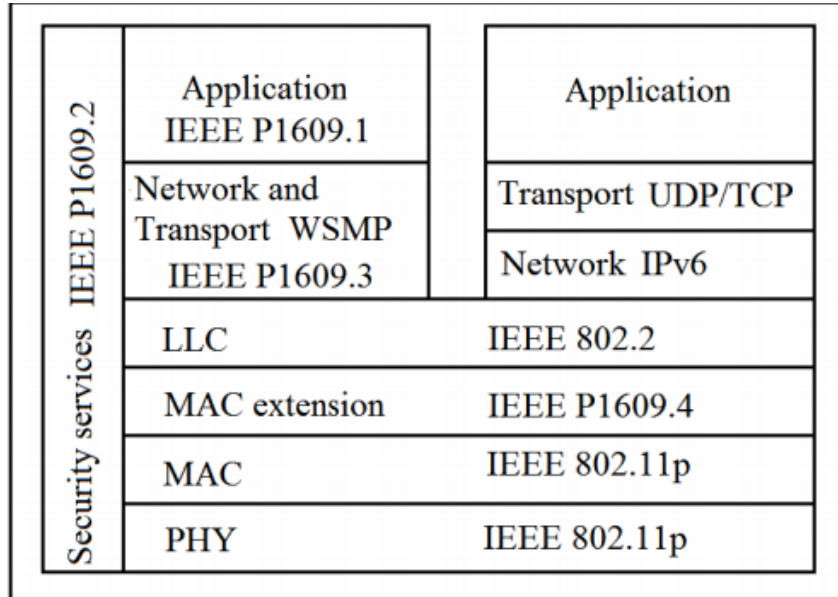 Security services IEEE P1609.2
Application
IEEE P1609.1
Network and
Transport WSMP
IEEE P1609.3
Application
Transport UDP/TCP
Network IPv6
LLC IEEE 802.2
MAC extension IEEE P1609.4
MAC IEEE 802.11p
PHY IEEE 802.11p